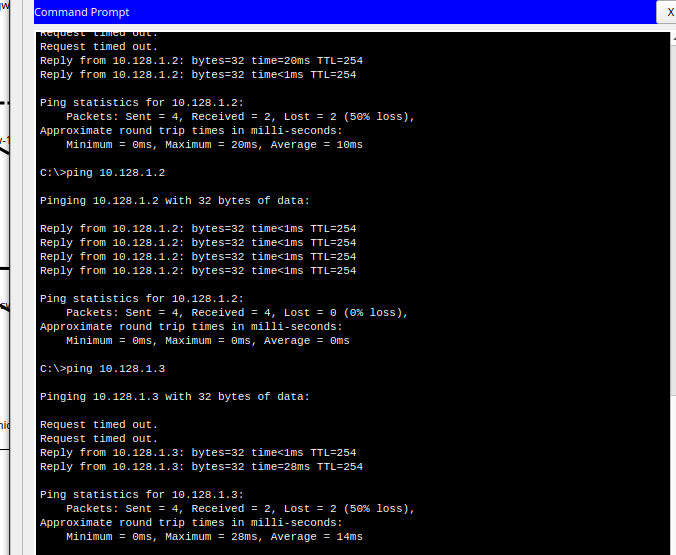 Command Prompt
X
Request timed out.
Request timed out.
Reply from 10.128.1.2: bytes=32 time=20ms TTL=254
Reply from 10.128.1.2: bytes=32 time<1ms TTL=254
Ping statistics for 10.128.1.2:
Packets: Sent = 4, Received = 2, Lost = 2 (50% loss),
Approximate round trip times in milli-seconds:
Minimum = 0ms, Maximum = 20ms, Average = 10ms
C:\>ping 10.128.1.2
Pinging 10.128.1.2 with 32 bytes of data:
Reply from 10.128.1.2: bytes=32 time<1ms TTL=254
Reply from 10.128.1.2: bytes=32 time<1ms TTL=254
Reply from 10.128.1.2: bytes=32 time<1ms TTL=254
Reply from 10.128.1.2: bytes=32 time<1ms TTL=254
Ping statistics for 10.128.1.2:
Packets: Sent = 4, Received = 4, Lost = 0 (0% loss),
Approximate round trip times in milli-seconds:
Minimum = 0ms, Maximum = 0ms, Average = 0ms
C:\>ping 10.128.1.3
Pinging 10.128.1.3 with 32 bytes of data:
Request timed out.
Request timed out.
Reply from 10.128.1.3: bytes=32 time<1ms TTL=254
Reply from 10.128.1.3: bytes=32 time=28ms TTL=254
Ping statistics for 10.128.1.3:
Packets: Sent = 4, Received = 2, Lost = 2 (50% loss),
Approximate round trip times in milli-seconds:
Minimum = 0ms, Maximum = 28ms, Average = 14ms